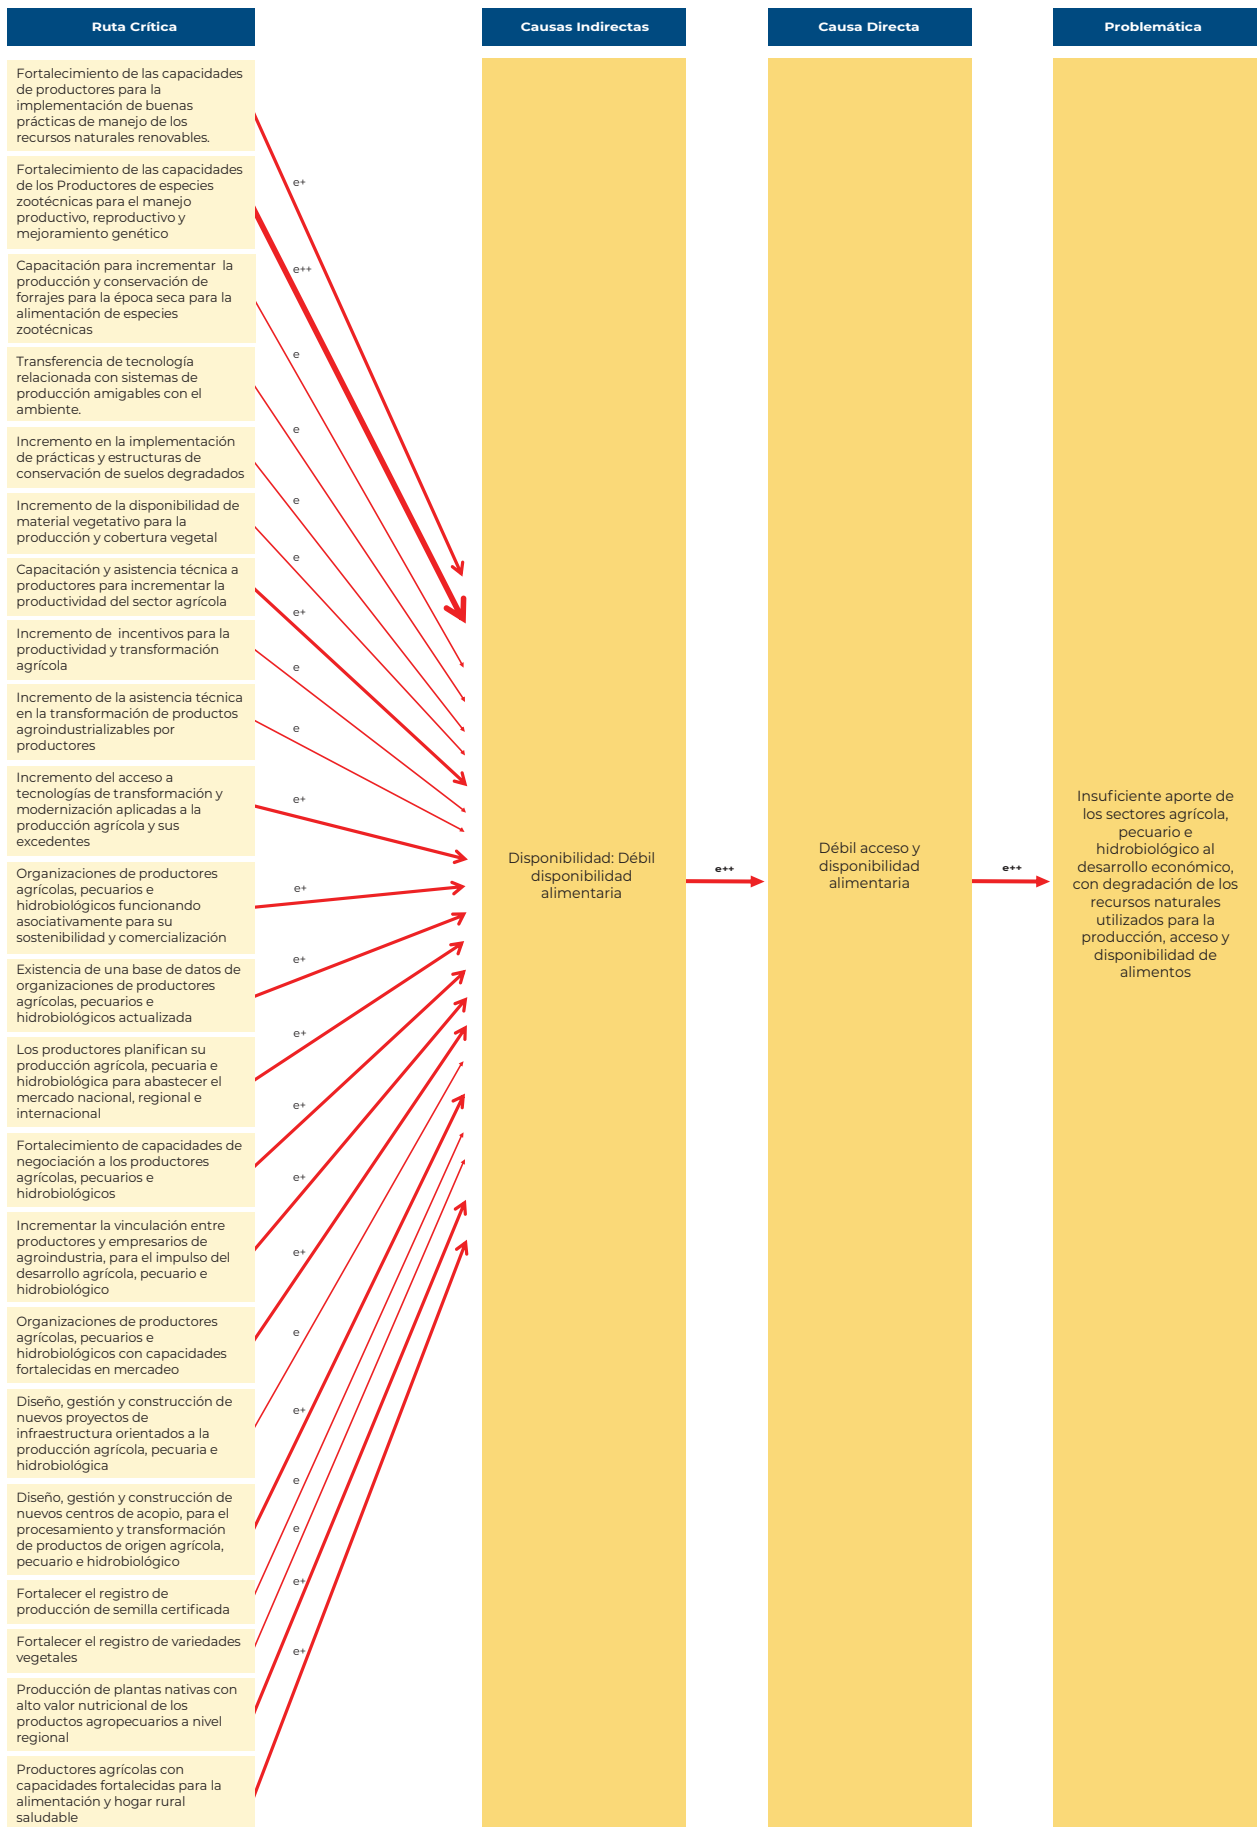 Ruta Crítica
Causas Indirectas
Causa Directa
Problemática
Fortalecimiento de las capacidades
de productores para la
implementación de buenas
prácticas de manejo de los
recursos naturales renovables.
Fortalecimiento de las capacidades
de los Productores de especies
zootécnicas para el manejo
productivo, reproductivo y
mejoramiento genético
Capacitación para incrementar  la
producción y conservación de
forrajes para la época seca para la
alimentación de especies
zootécnicas
Transferencia de tecnología
relacionada con sistemas de
producción amigables con el
ambiente.
Incremento en la implementación
de prácticas y estructuras de
conservación de suelos degradados
Incremento de la disponibilidad de
material vegetativo para la
producción y cobertura vegetal
Capacitación y asistencia técnica a
productores para incrementar la
productividad del sector agrícola
Incremento de  incentivos para la
productividad y transformación
agrícola
Incremento de la asistencia técnica
en la transformación de productos
agroindustrializables por
productores
Incremento del acceso a
tecnologías de transformación y
modernización aplicadas a la
producción agrícola y sus
excedentes
Organizaciones de productores
agrícolas, pecuarios e
hidrobiológicos funcionando
asociativamente para su
sostenibilidad y comercialización
Existencia de una base de datos de
organizaciones de productores
agrícolas, pecuarios e
hidrobiológicos actualizada
Los productores planifican su
producción agrícola, pecuaria e
hidrobiológica para abastecer el
mercado nacional, regional e
internacional
Fortalecimiento de capacidades de
negociación a los productores
agrícolas, pecuarios e
hidrobiológicos
Incrementar la vinculación entre
productores y empresarios de
agroindustria, para el impulso del
desarrollo agrícola, pecuario e
hidrobiológico
Organizaciones de productores
agrícolas, pecuarios e
hidrobiológicos con capacidades
fortalecidas en mercadeo
Diseño, gestión y construcción de
nuevos proyectos de
infraestructura orientados a la
producción agrícola, pecuaria e
hidrobiológica
Diseño, gestión y construcción de
nuevos centros de acopio, para el
procesamiento y transformación
de productos de origen agrícola,
pecuario e hidrobiológico
Fortalecer el registro de
producción de semilla certificada
Fortalecer el registro de variedades
vegetales
Producción de plantas nativas con
alto valor nutricional de los
productos agropecuarios a nivel
regional
Productores agrícolas con
capacidades fortalecidas para la
alimentación y hogar rural
saludable
e+
e++
e
e
e
e
e+
e
e
e+
e+
e+
e+
e+
e+
e+
e
e+
e
e
e+
e+
Disponibilidad: Débil
disponibilidad
alimentaria
e++
Débil acceso y
disponibilidad
alimentaria
e++
Insuficiente aporte de
los sectores agrícola,
pecuario e
hidrobiológico al
desarrollo económico,
con degradación de los
recursos naturales
utilizados para la
producción, acceso y
disponibilidad de
alimentos